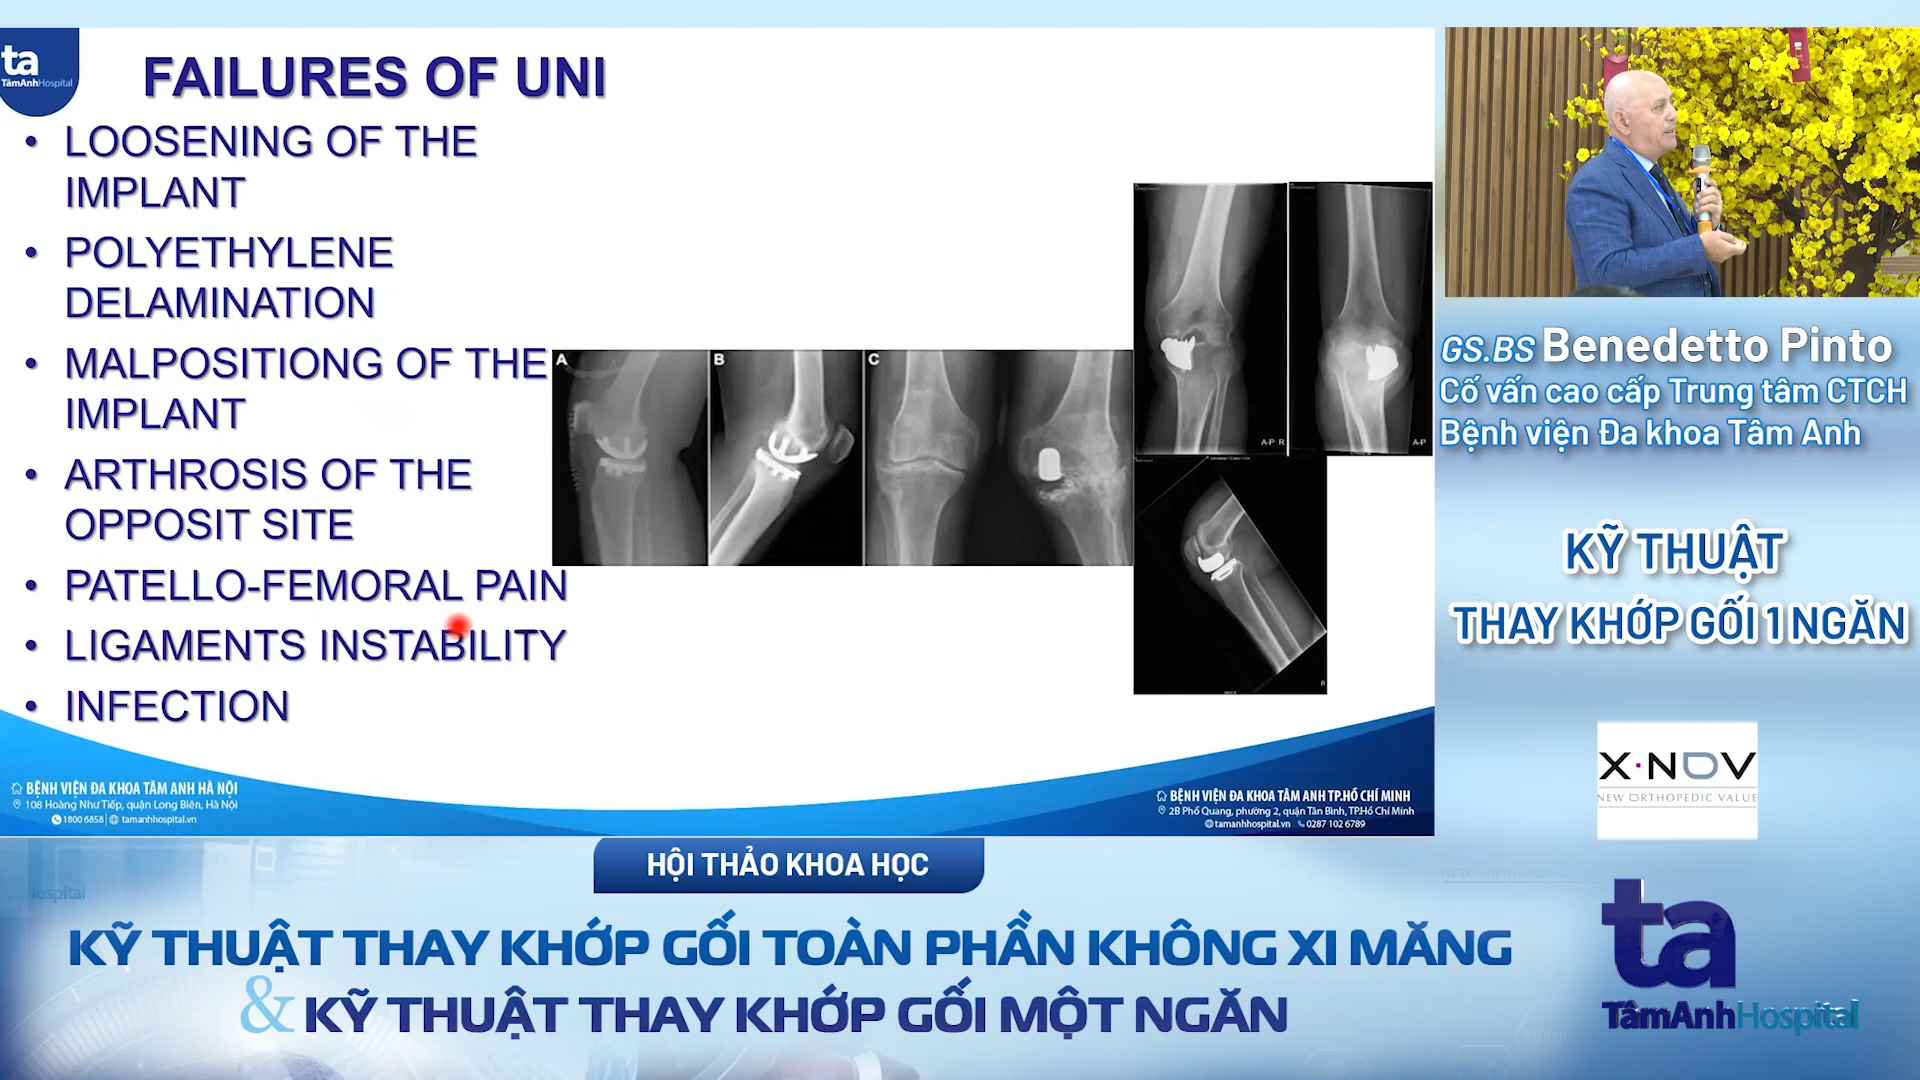 ta
TâmAnhHospital
FAILURES OF UNI
• LOOSENING OF THE
IMPLANT
• POLYETHYLENE
DELAMINATION
• MALPOSITIONG OF THE
IMPLANT
• ARTHROSIS OF THE
OPPOSIT SITE
• PATELLO-FEMORAL PAIN
• LIGAMENTS INSTABILITY
• INFECTION
A
B
C
A-P R
A-P
R
BỆNH VIỆN ĐA KHOA TÂM ANH HÀ NỘI
108 Hoàng Như Tiếp, quận Long Biên, Hà Nội
1800 6858 | tamanhhospital.vn
BỆNH VIỆN ĐA KHOA TÂM ANH TP.HỒ CHÍ MINH
2B Phổ Quang, phường 2, quận Tân Bình, TP.Hồ Chí Minh
tamanhhospital.vn 0287 102 6789
GS.BS Benedetto Pinto
Cố vấn cao cấp Trung tâm CTCH
Bệnh viện Đa khoa Tâm Anh
KỸ THUẬT
THAY KHỚP GỐI 1 NGĂN
X·NOV
NEW ORTHOPEDIC VALUE
HỘI THẢO KHOA HỌC
KỸ THUẬT THAY KHỚP GỐI TOÀN PHẦN KHÔNG XI MĂNG
& KỸ THUẬT THAY KHỚP GỐI MỘT NGĂN
ta
TâmAnhHospital